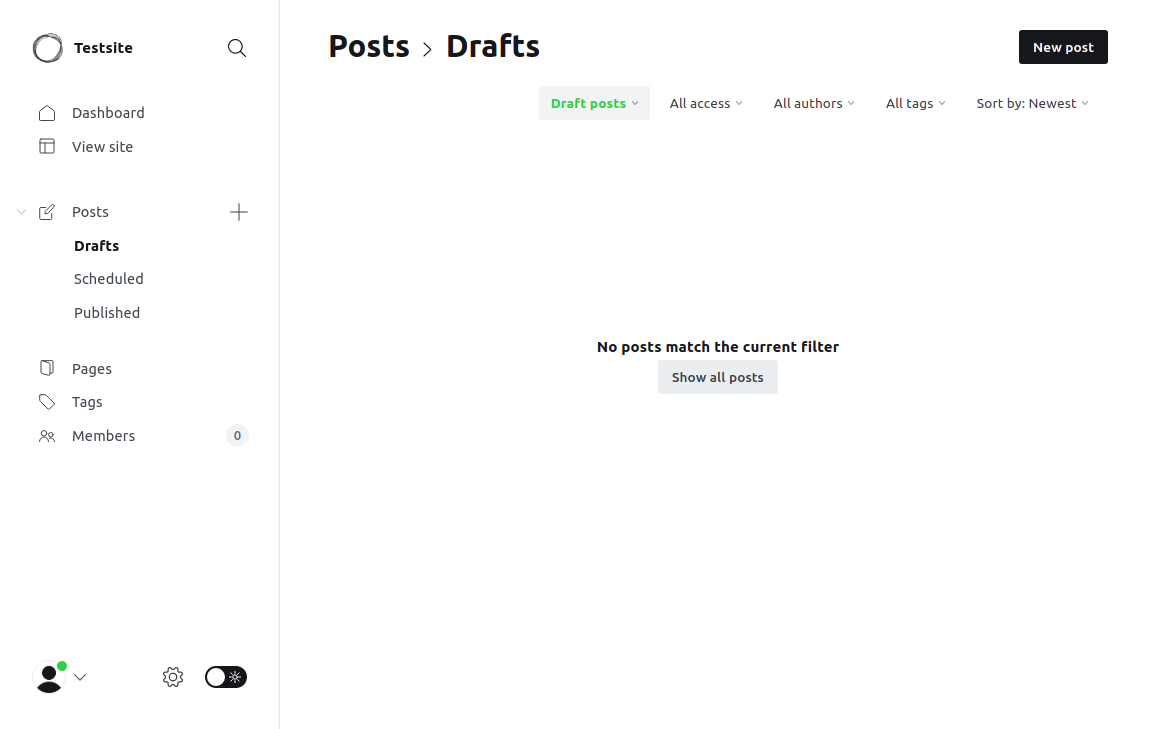 Testsite
Dashboard
View site
Posts
Drafts
Scheduled
Published
Pages
Tags
Members 0
Posts > Drafts
New post
Draft posts All access All authors All tags Sort by: Newest
No posts match the current filter
Show all posts